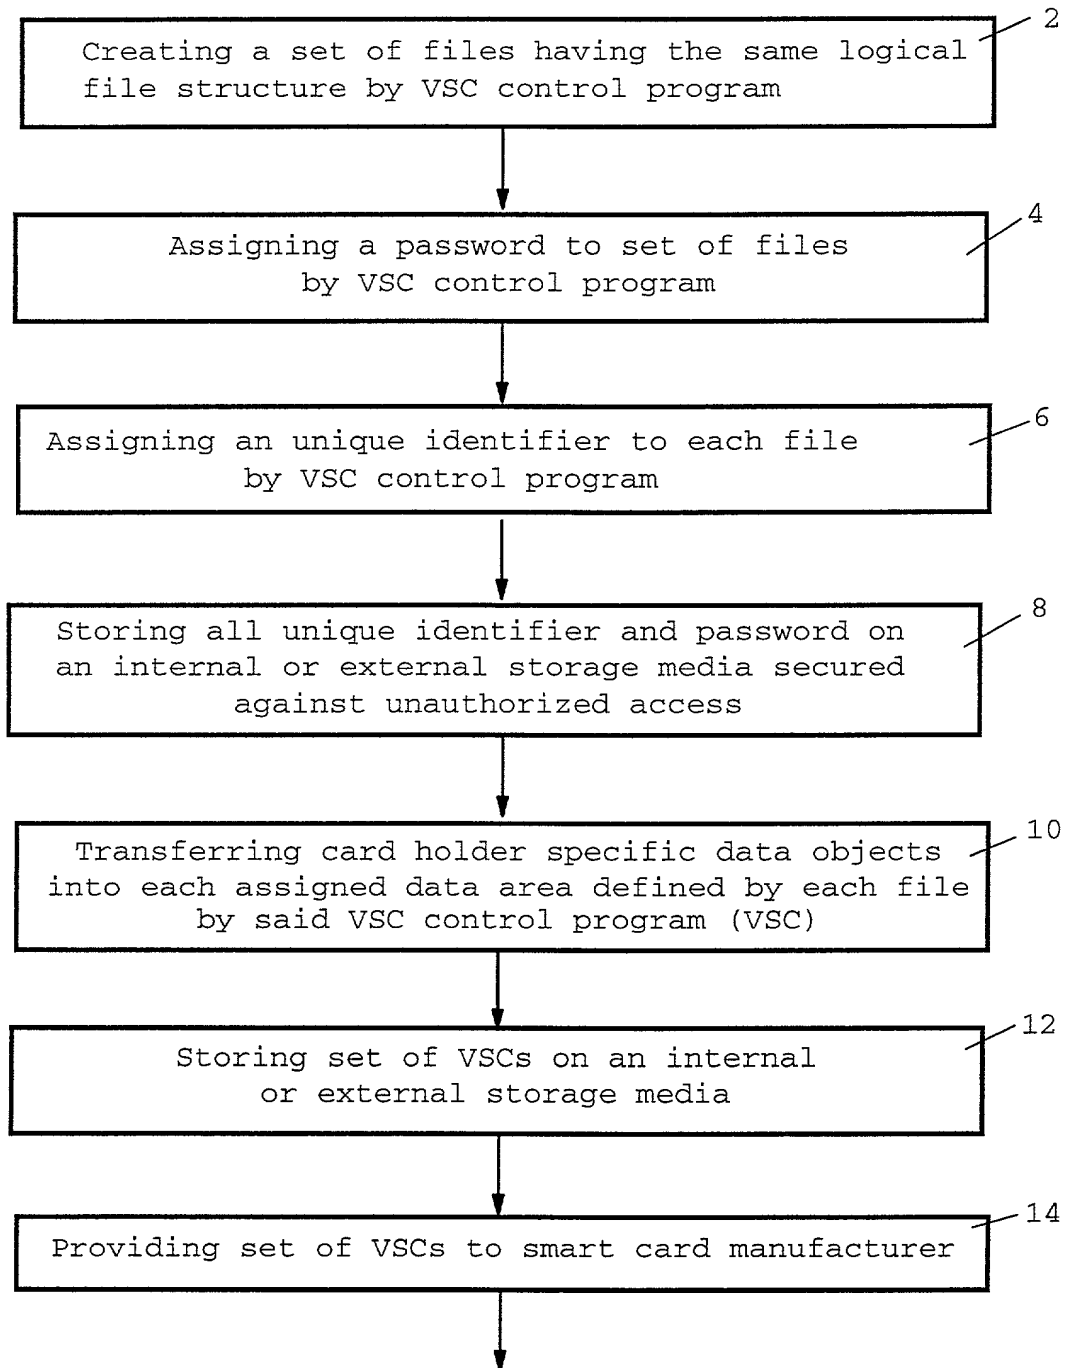 2
Creating a set of files having the same logical
file structure by VSC control program
4
Assigning a password to set of files
by VSC control program
6
Assigning an unique identifier to each file
by VSC control program
8
Storing all unique identifier and password on
an internal or external storage media secured
against unauthorized access
10
Transferring card holder specific data objects
into each assigned data area defined by each file
by said VSC control program (VSC)
12
Storing set of VSCs on an internal
or external storage media
14
Providing set of VSCs to smart card manufacturer